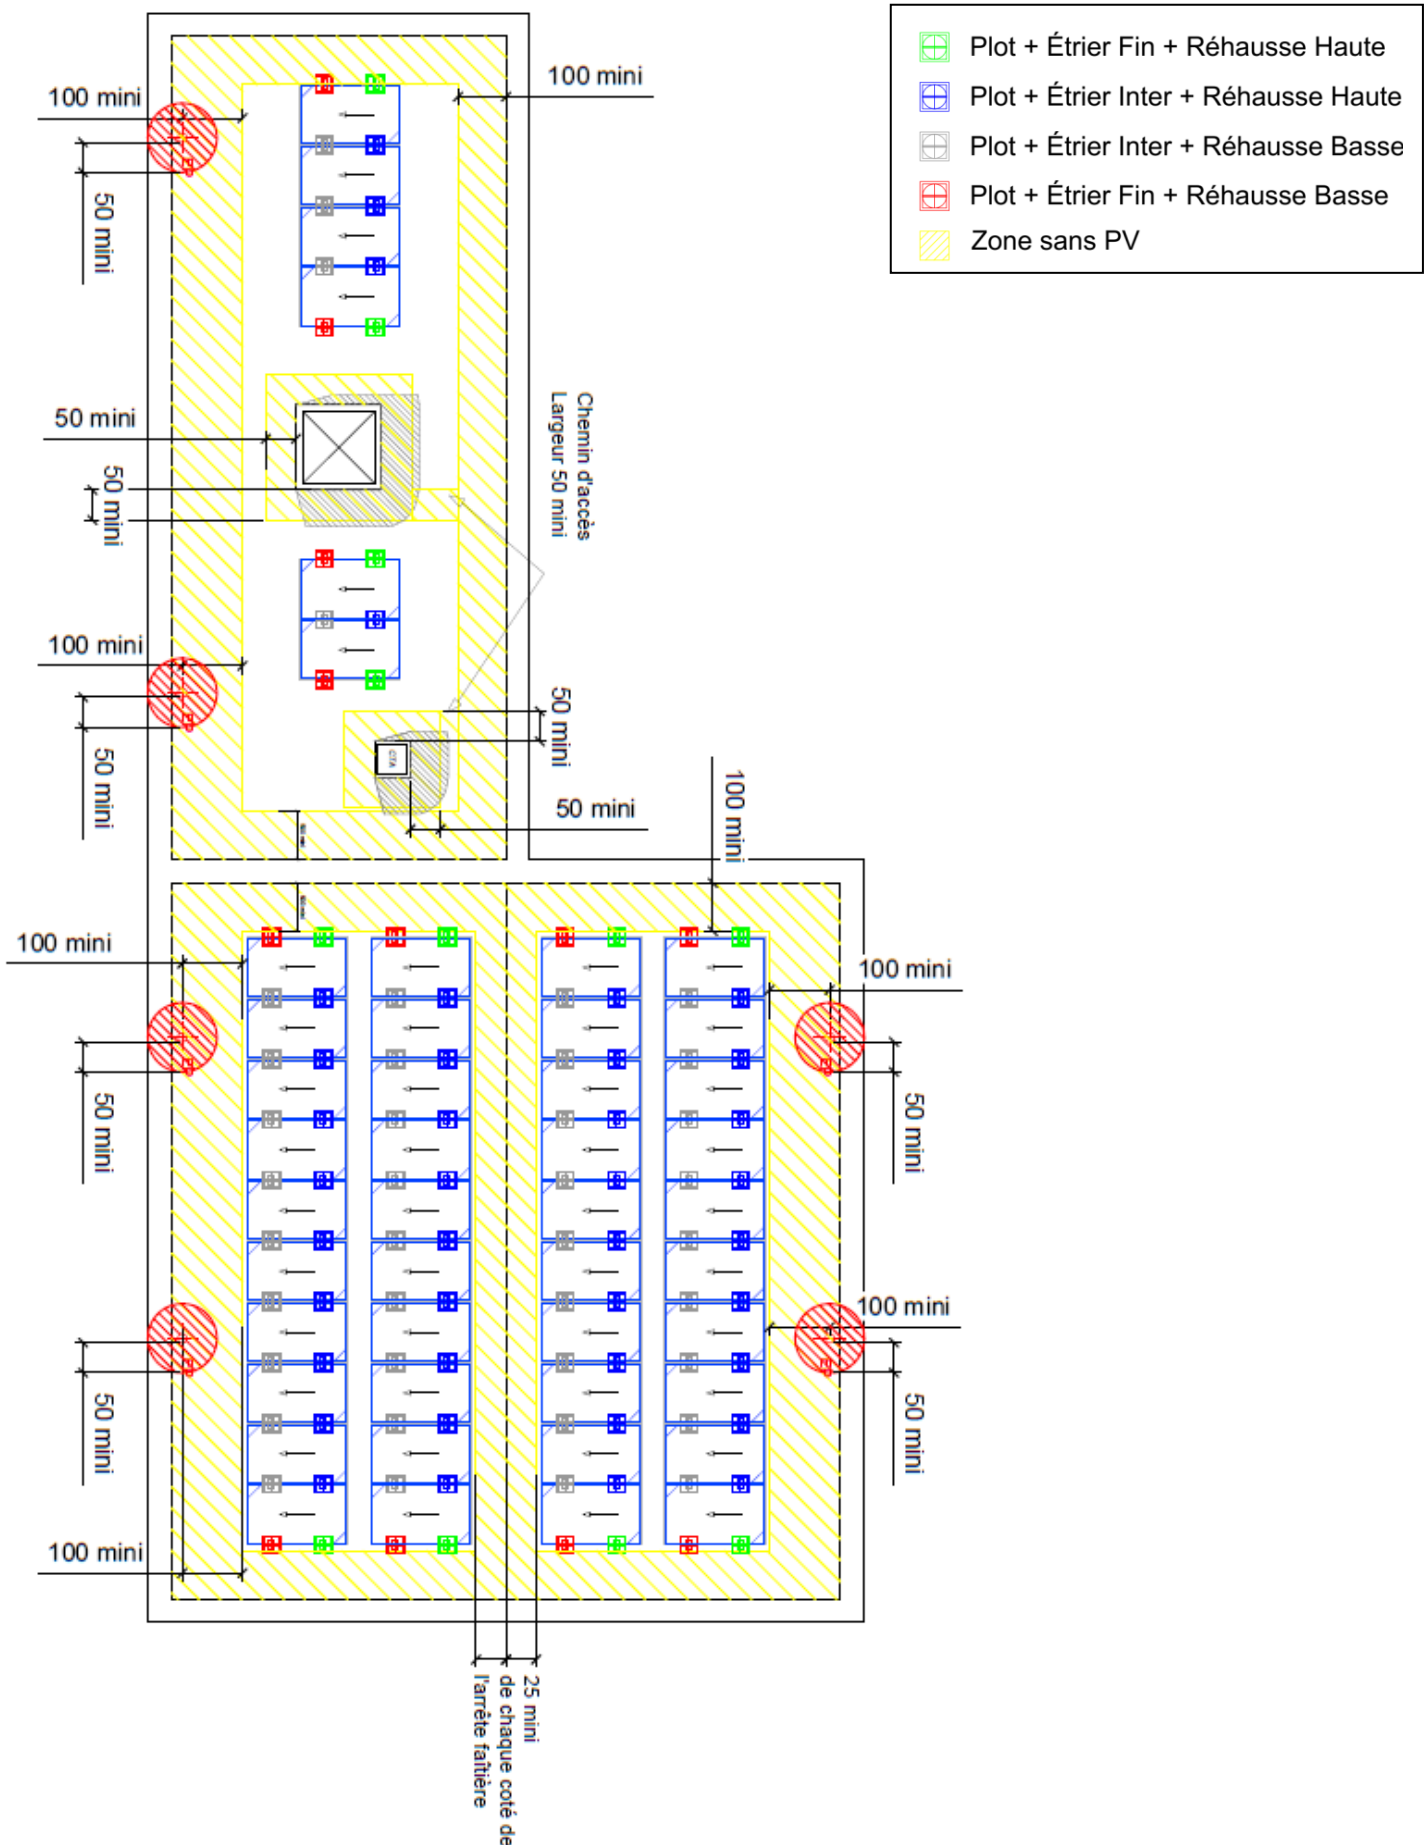 Plot + Étrier Fin + Réhausse Haute
Plot + Étrier Inter + Réhausse Haute
Plot + Étrier Inter + Réhausse Basse
Plot + Étrier Fin + Réhausse Basse
Zone sans PV
100 mini
100 mini
50 mini
50 mini
50 mini
Chemin d'accès
Largeur 50 mini
100 mini
50 mini
50 mini
CTA
50 mini
100 mini
100 mini
100 mini
50 mini
50 mini
100 mini
50 mini
50 mini
100 mini
25 mini
de chaque coté de
l'arrête faîtière